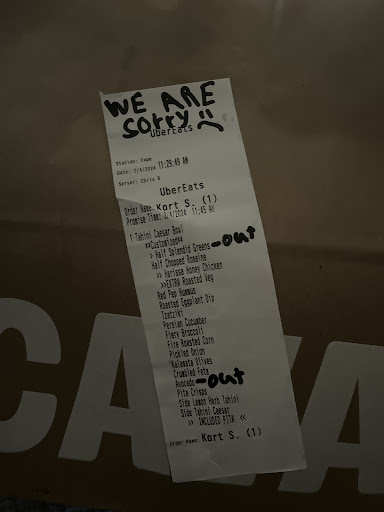 WE ARE
Sorry :(
UberEats
Station: Expo
Date: 2/4/2024 11:29:49 AM
Server: Chris B
UberEats
Order Name: Kort S. (1)
Promise Time: 2/4/2024 11:45 AM
1 Tahini Caesar Bowl
**Customized**
> Half Splendid Greens -out
Half Chopped Romaine
>> Harissa Honey Chicken
>>EXTRA Roasted Veg
Red Pep Hummus
Roasted Eggplant Dip
Tzatziki
Persian Cucumber
Fiery Broccoli
Fire Roasted Corn
Pickled Onion
Kalamata Olives
Crumbled Feta
Avocado -out
Pita Crisps
Side Lemon Herb Tahini
Side Tahini Caesar
>> INCLUDED PITA <<
Order Name: Kort S. (1)
CAVA